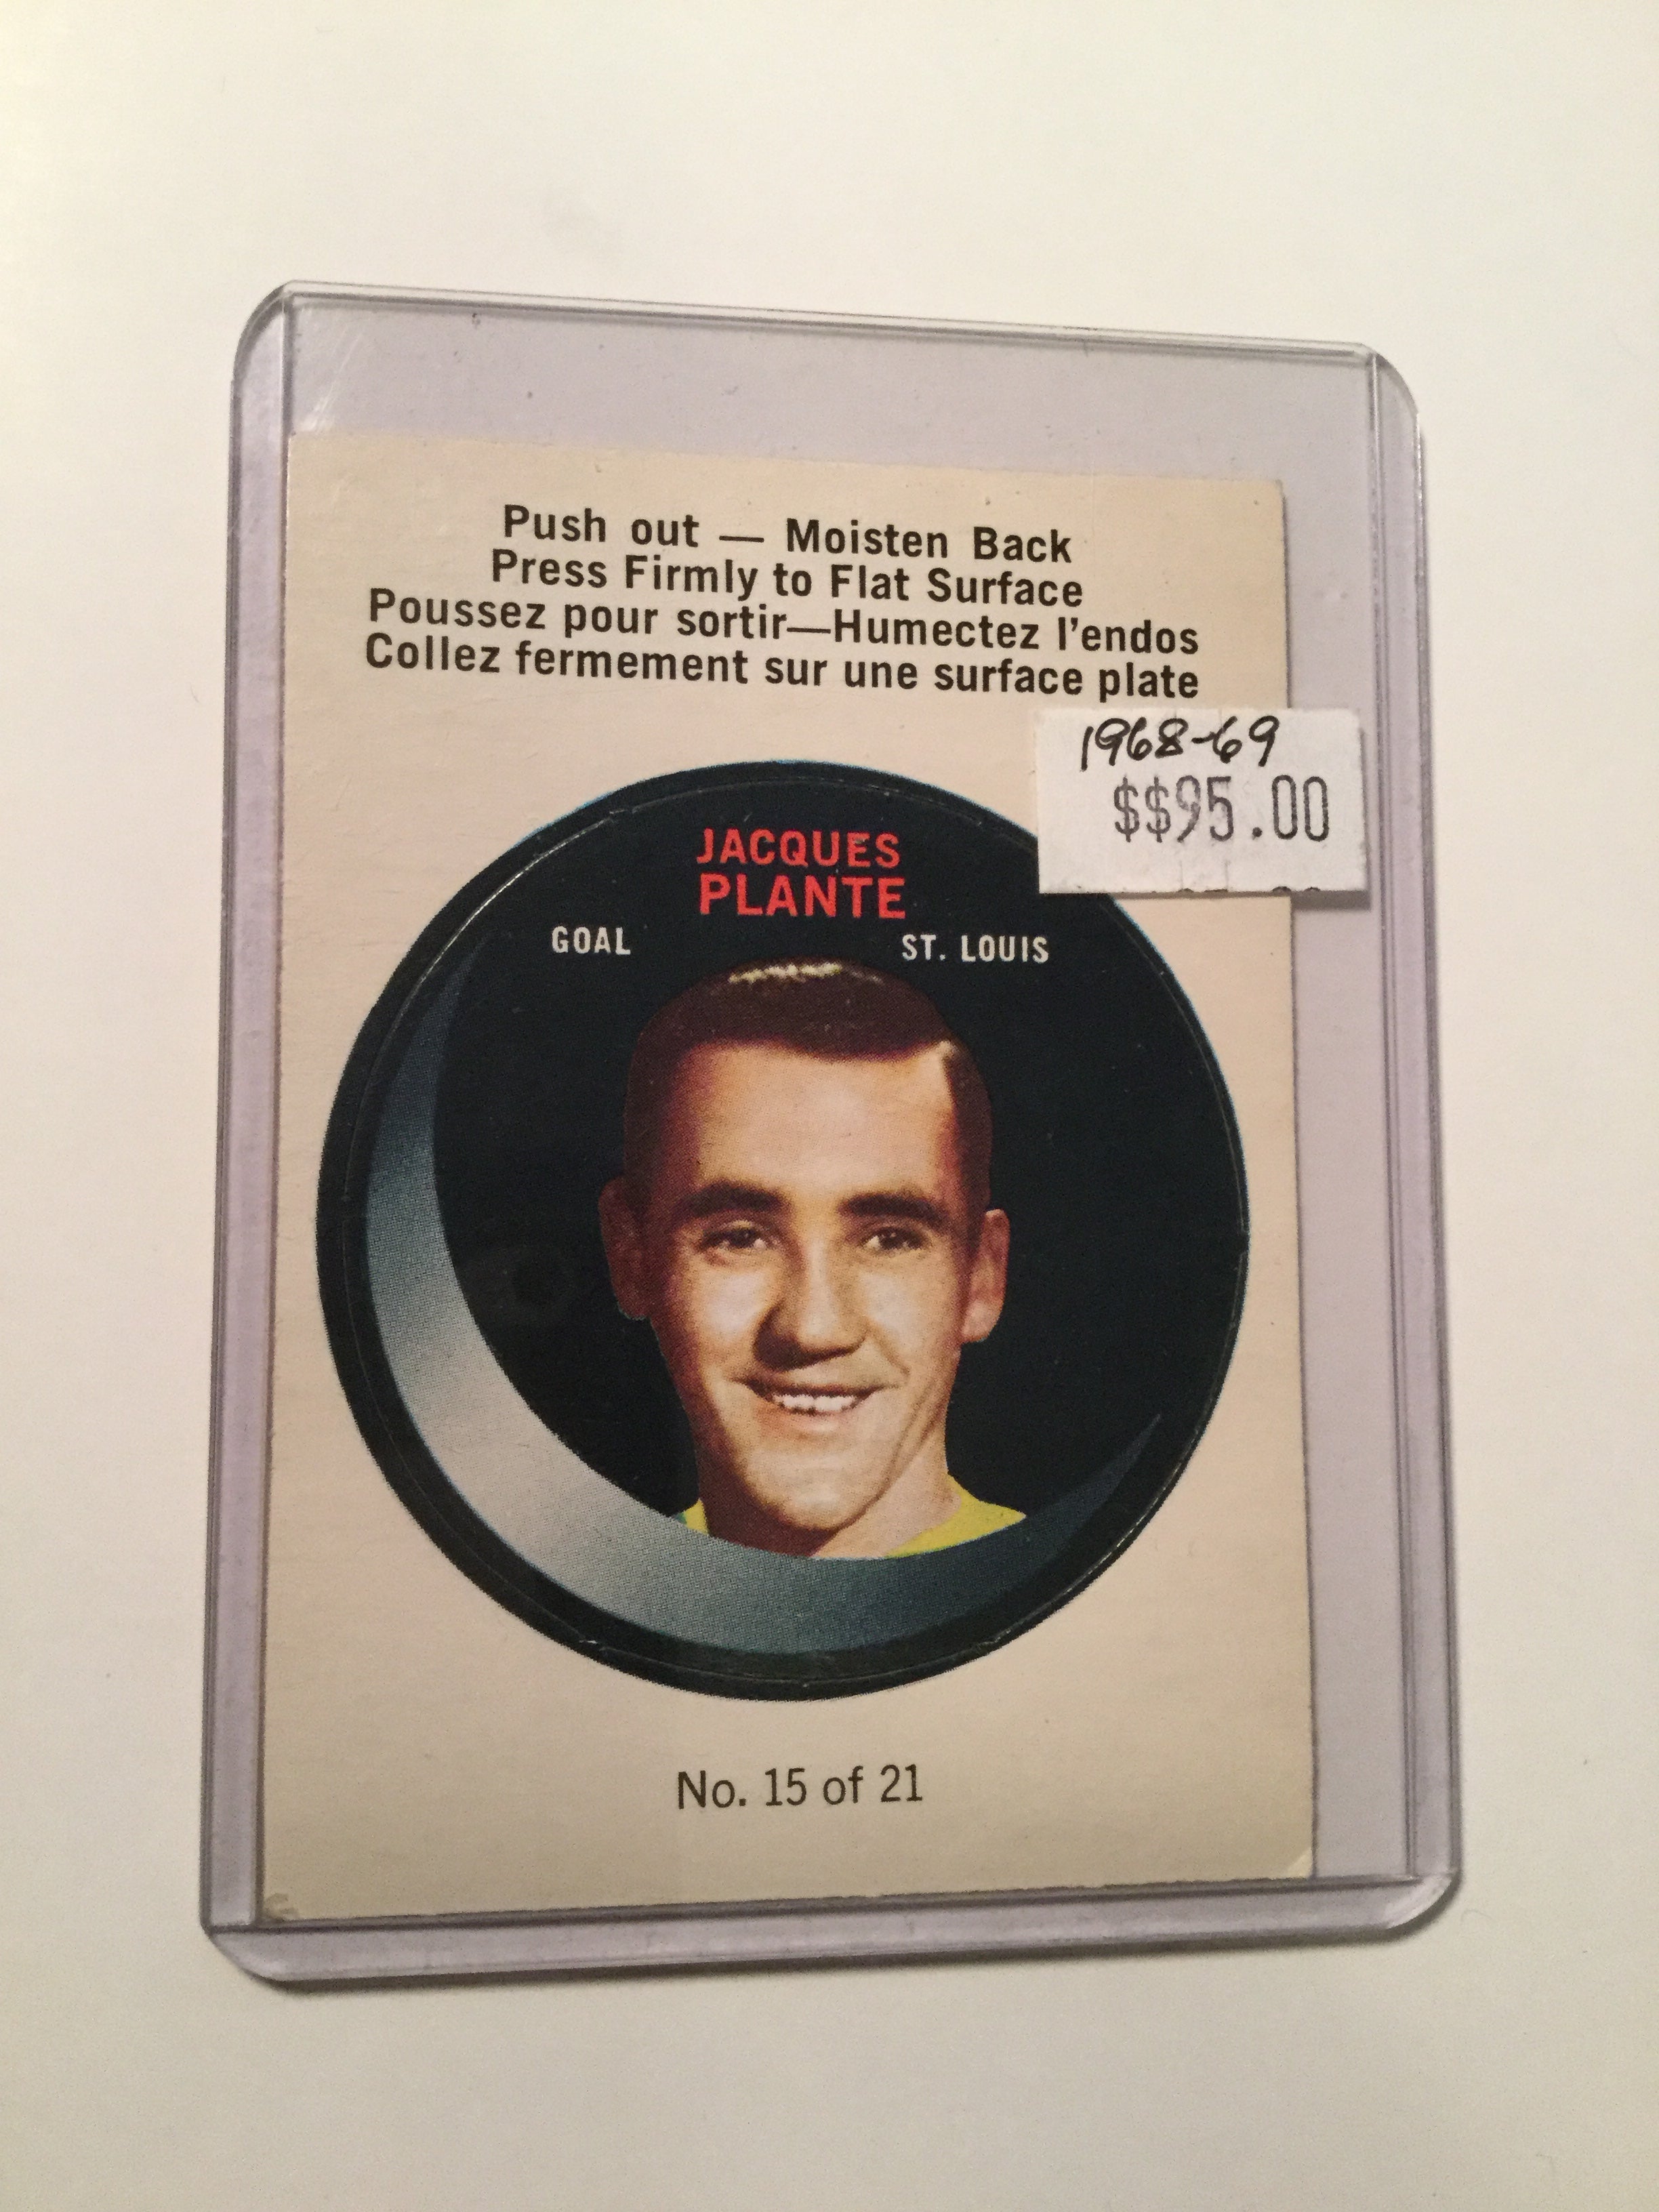 Push out — Moisten Back
Press Firmly to Flat Surface
Poussez pour sortir—Humectez l'endos
Collez fermement sur une surface plate
1968-69
$$95.00
JACQUES
PLANTE
GOAL ST. LOUIS
No. 15 of 21